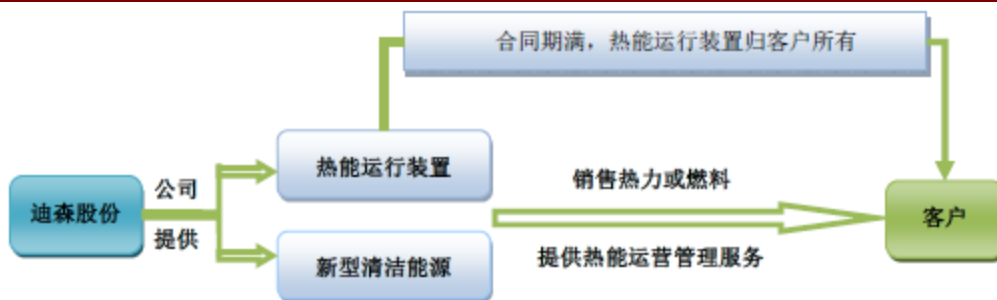 合同期满，热能运行装置归客户所有
热能运行装置
销售热力或燃料
公司
迪森股份
客户
提供
提供热能运营管理服务
新型清洁能源